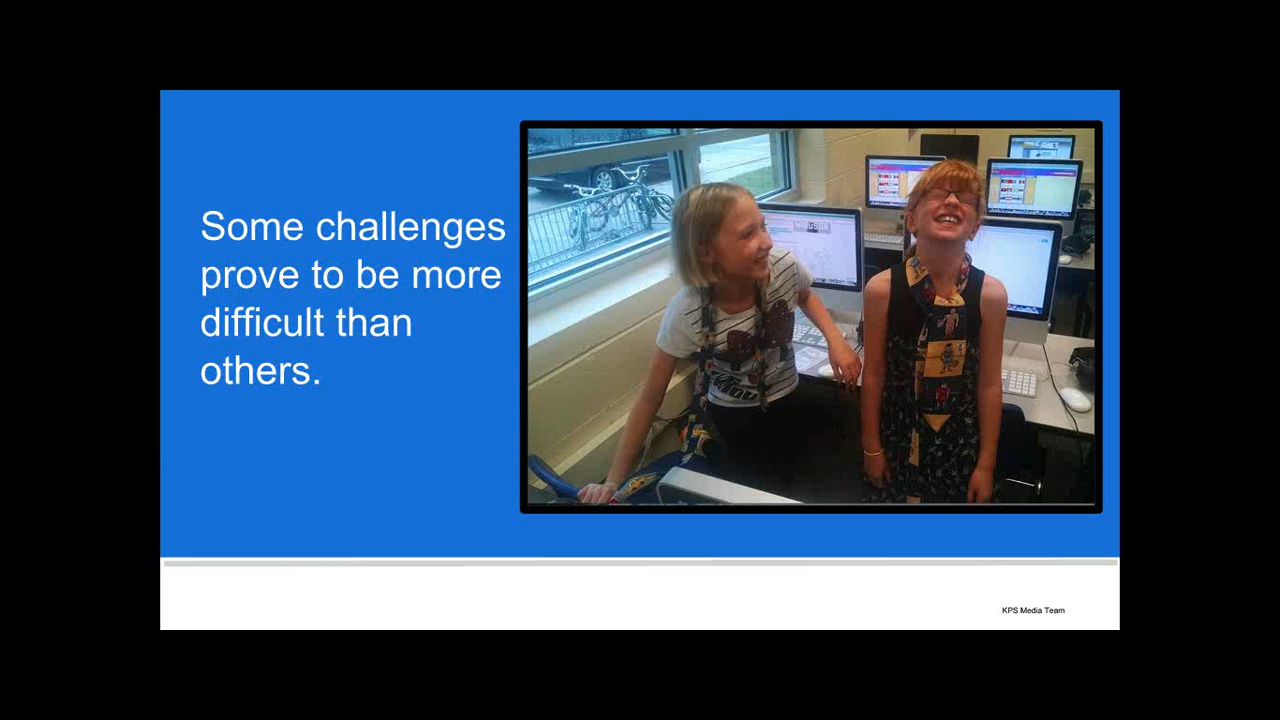 Some challenges
prove to be more
difficult than
others.
KPS Media Team